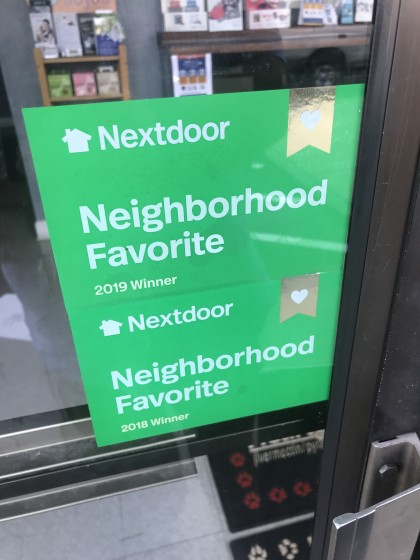 Nextdoor
Neighborhood
Favorite
2019 Winner
Nextdoor
Neighborhood
Favorite
2018 Winner